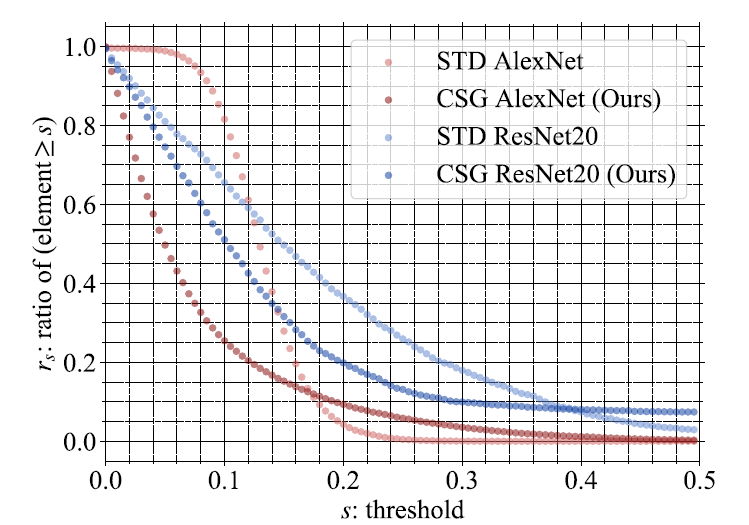 1.0
0.8
0.6
0.4
0.2
0.0
r_s: ratio of (element ≥ s)
STD AlexNet
CSG AlexNet (Ours)
STD ResNet20
CSG ResNet20 (Ours)
0.0 0.1 0.2 0.3 0.4 0.5
s: threshold